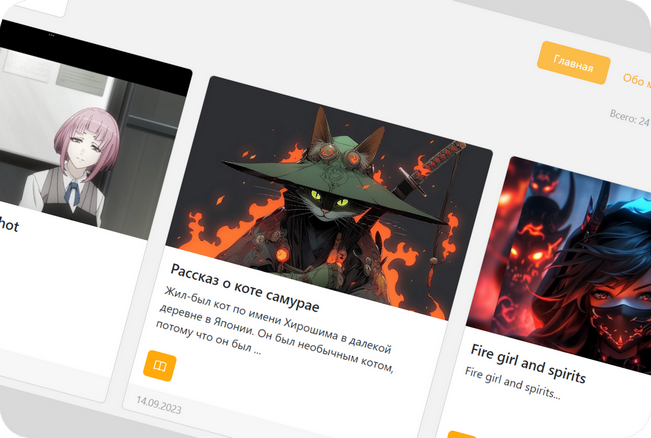 Главная
Обо
Всего: 24
hot
Рассказ о коте самурае
Жил-был кот по имени Хирошима в далекой
деревне в Японии. Он был необычным котом,
потому что он был ...
14.09.2023
Fire girl and spirits
Fire girl and spirits...